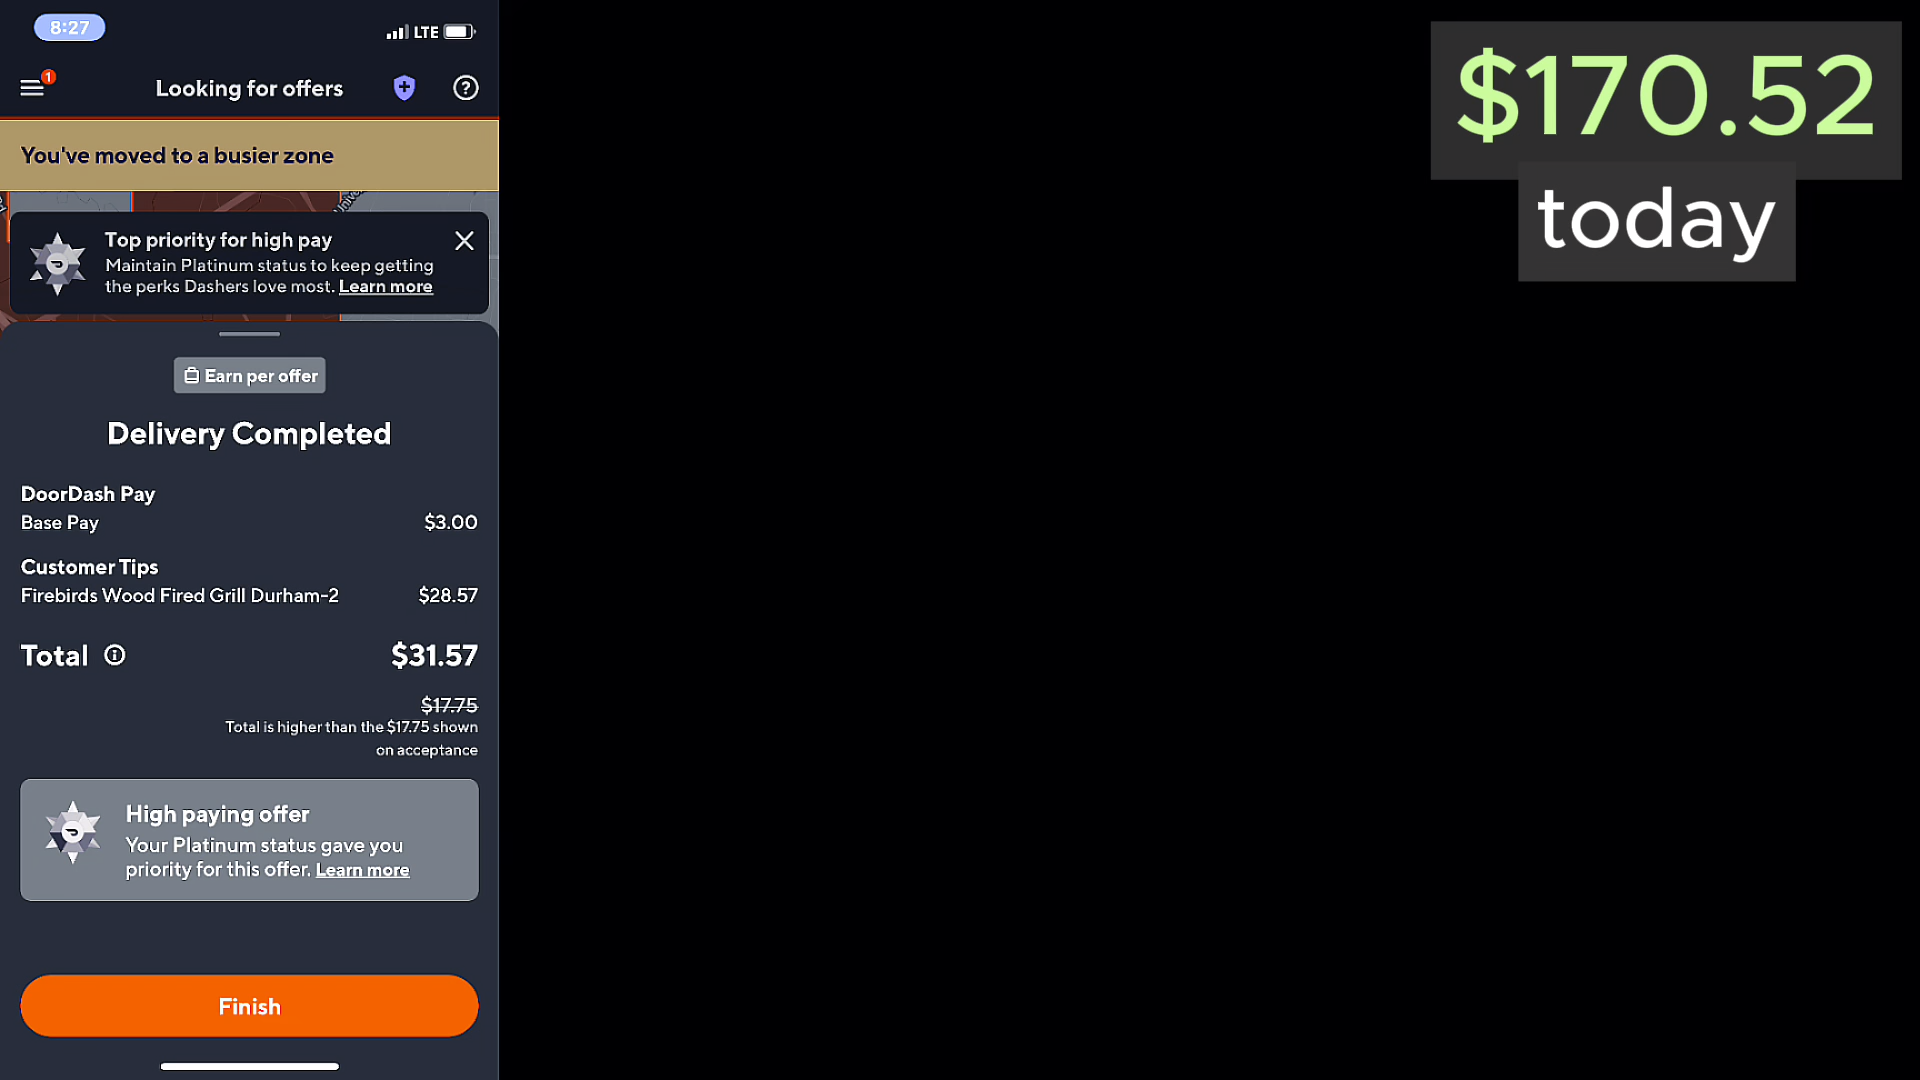 8:27
LTE
1
Looking for offers
You've moved to a busier zone
Top priority for high pay
Maintain Platinum status to keep getting
the perks Dashers love most. Learn more
Earn per offer
Delivery Completed
DoorDash Pay
Base Pay $3.00
Customer Tips
Firebirds Wood Fired Grill Durham-2 $28.57
Total $31.57
$17.75
Total is higher than the $17.75 shown
on acceptance
High paying offer
Your Platinum status gave you
priority for this offer. Learn more
Finish
$170.52
today